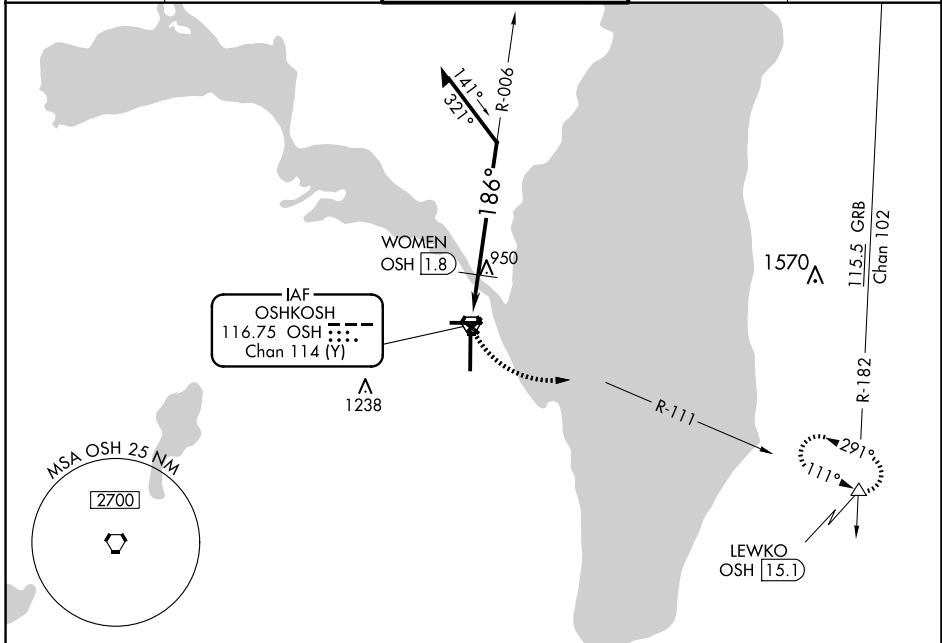 141°
321°
R-006
186°
WOMEN
OSH 1.8
950
1570
115.5 GRB
Chan 102
IAF
OSHKOSH
116.75 OSH
Chan 114 (Y)
1238
R-182
R-111
291°
111°
MSA OSH 25 NM
2700
LEWKO
OSH 15.1